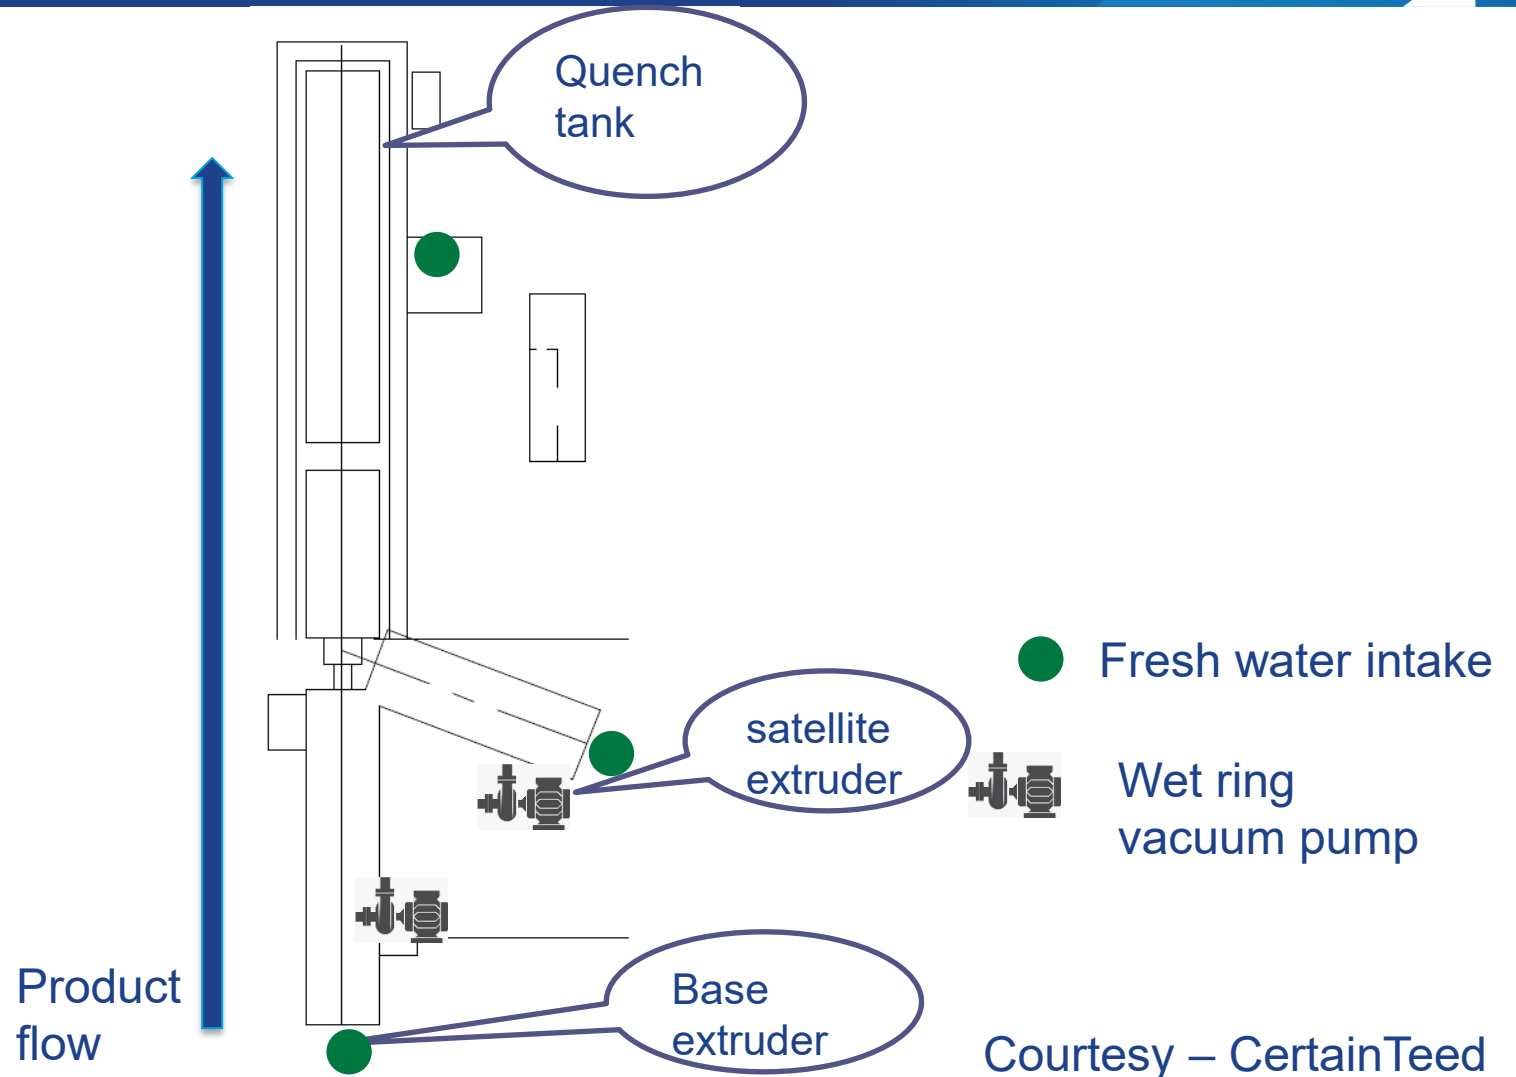 Quench
tank
Fresh water intake
satellite
extruder
Wet ring
vacuum pump
Product
flow
Base
extruder
Courtesy – CertainTeed